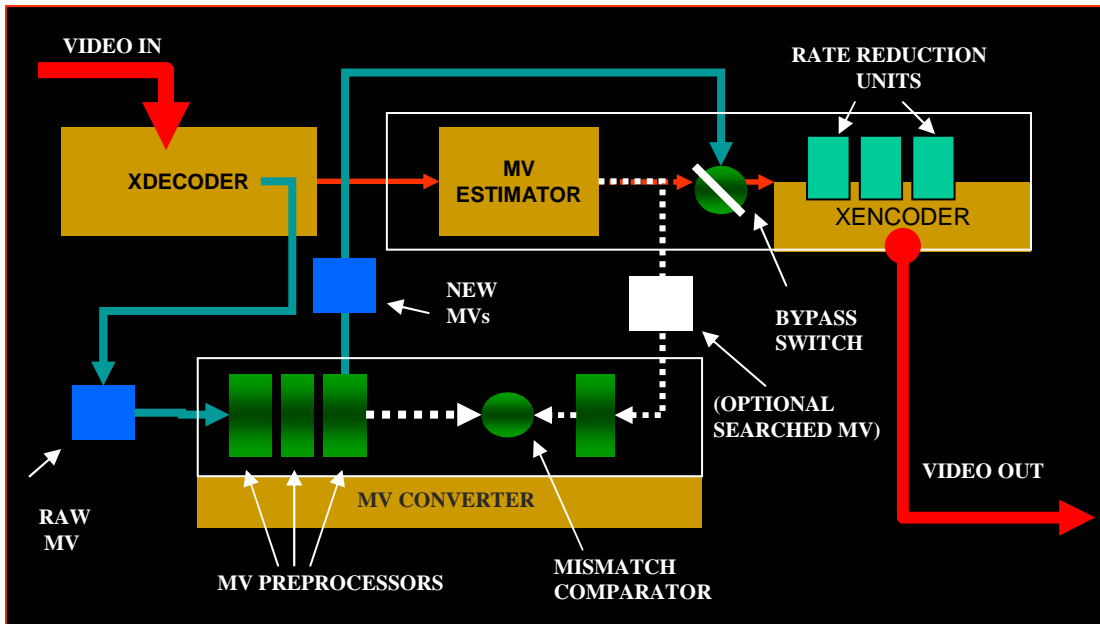 VIDEO IN
RATE REDUCTION
UNITS
XDECODER
MV
ESTIMATOR
XENCODER
NEW
MVs
BYPASS
SWITCH
(OPTIONAL
SEARCHED MV)
VIDEO OUT
MV CONVERTER
RAW
MV
MV PREPROCESSORS
MISMATCH
COMPARATOR